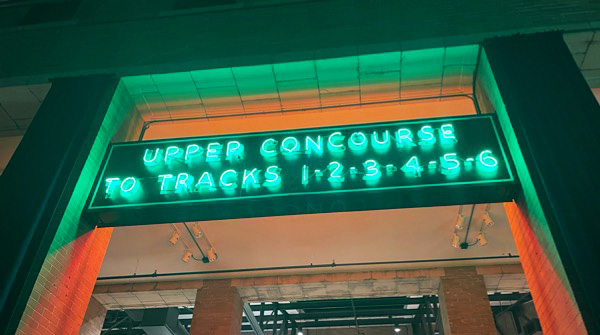 UPPER CONCOURSE
TO TRACKS 1-2-3-4-5-6